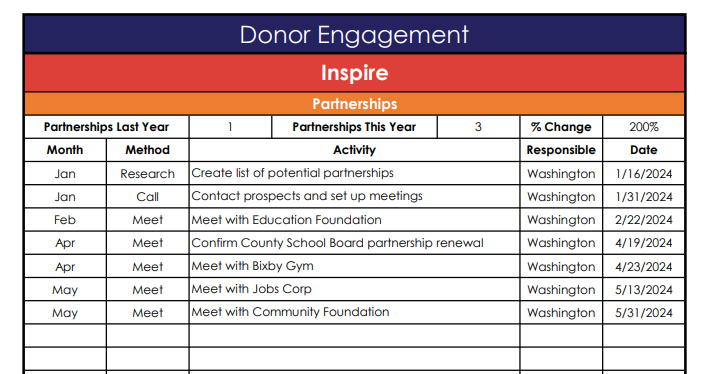 Donor Engagement
Inspire
Partnerships
Partnerships Last Year 1 Partnerships This Year 3 % Change 200%
Month Method Activity Responsible Date
Jan Research Create list of potential partnerships Washington 1/16/2024
Jan Call Contact prospects and set up meetings Washington 1/31/2024
Feb Meet Meet with Education Foundation Washington 2/22/2024
Apr Meet Confirm County School Board partnership renewal Washington 4/19/2024
Apr Meet Meet with Bixby Gym Washington 4/23/2024
May Meet Meet with Jobs Corp Washington 5/13/2024
May Meet Meet with Community Foundation Washington 5/31/2024